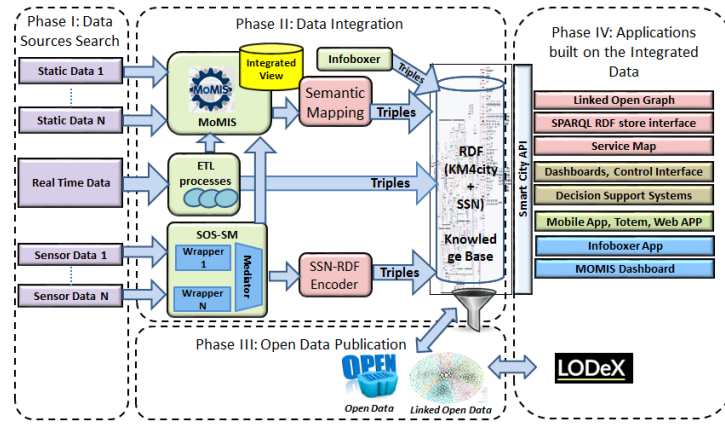 Phase I: Data
Sources Search
Static Data 1
Static Data N
Real Time Data
Sensor Data 1
Sensor Data N
Phase II: Data Integration
MoMIS
MoMIS
Integrated
View
Infoboxer
Triples
Semantic
Mapping
Triples
ETL
processes
Triples
SOS-SM
Wrapper
1
Wrapper
N
Mediator
SSN-RDF
Encoder
Triples
RDF
(KM4city
+
SSN)
Knowled
ge Base
Smart City API
Phase III: Open Data Publication
OPEN
Open Data
Linked Open Data
Phase IV: Applications
built on the Integrated
Data
Linked Open Graph
SPARQL RDF store interface
Service Map
Dashboards, Control Interface
Decision Support Systems
Mobile App, Totem, Web APP
Infoboxer App
MOMIS Dashboard
LODeX